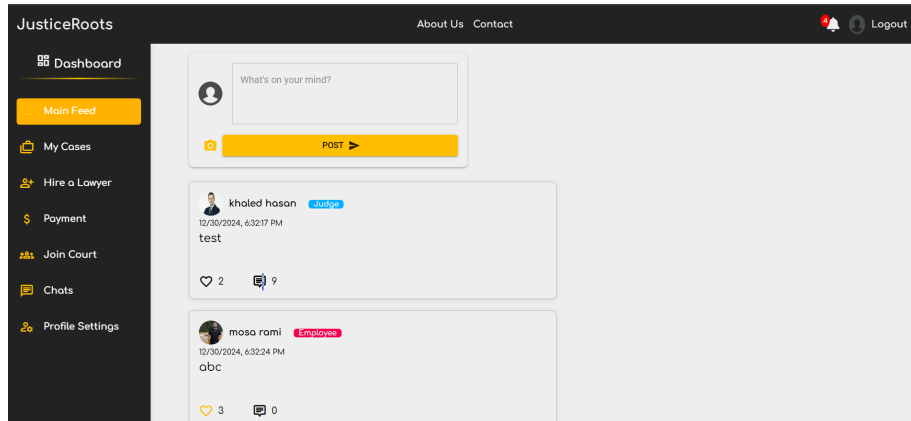 JusticeRoots
About Us Contact
4
Logout
Dashboard
Main Feed
My Cases
Hire a Lawyer
Payment
Join Court
Chats
Profile Settings
What's on your mind?
POST
khaled hasan Judge
12/30/2024, 6:32:17 PM
test
2 9
mosa rami Employee
12/30/2024, 6:32:24 PM
abc
3 0